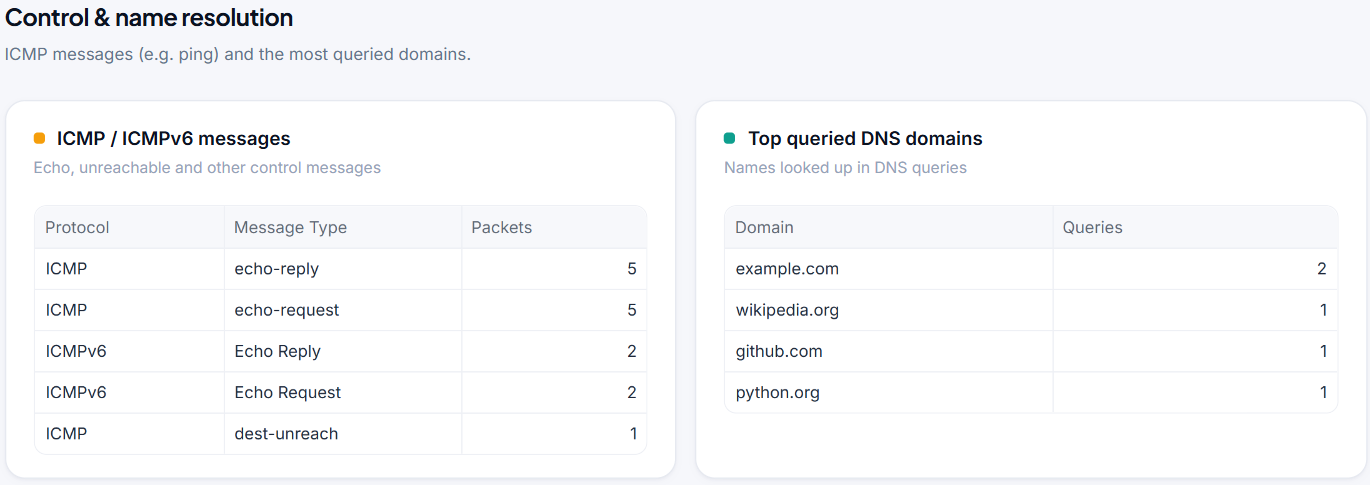 Control & name resolution
ICMP messages (e.g. ping) and the most queried domains.
ICMP / ICMPv6 messages
Echo, unreachable and other control messages
Protocol Message Type Packets
ICMP echo-reply 5
ICMP echo-request 5
ICMPv6 Echo Reply 2
ICMPv6 Echo Request 2
ICMP dest-unreach 1
Top queried DNS domains
Names looked up in DNS queries
Domain Queries
example.com 2
wikipedia.org 1
github.com 1
python.org 1